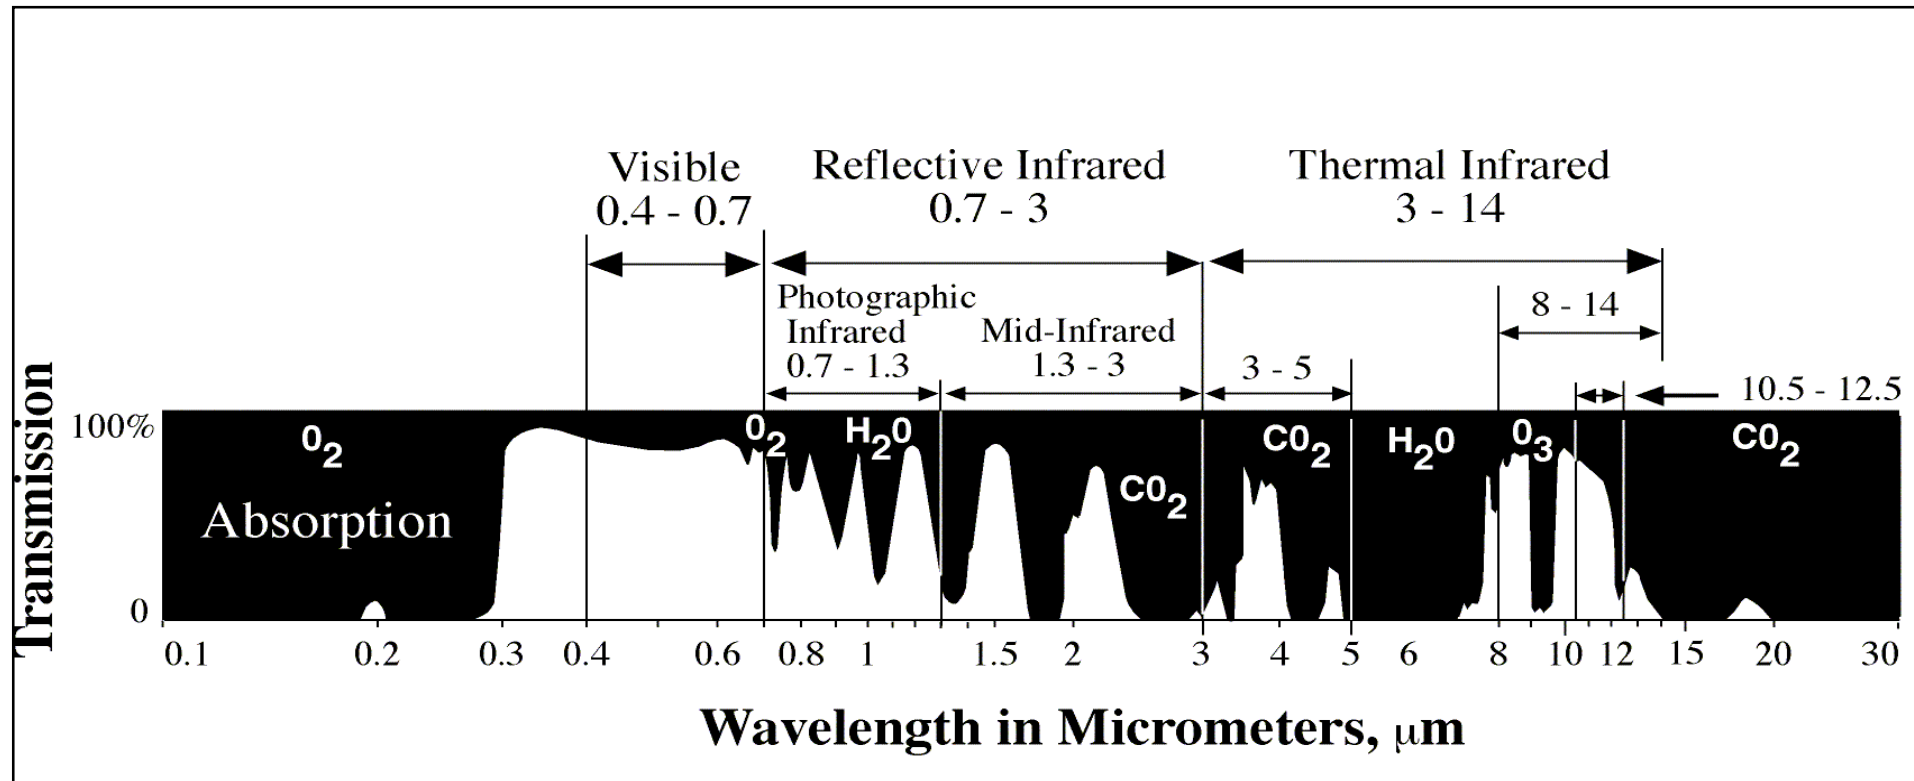 Visible
0.4 - 0.7
Reflective Infrared
0.7 - 3
Thermal Infrared
3 - 14
Photographic
Infrared
0.7 - 1.3
Mid-Infrared
1.3 - 3
3 - 5
8 - 14
10.5 - 12.5
Transmission
100%
0
02
Absorption
02
H20
C02
C02
H20
03
C02
0.1 0.2 0.3 0.4 0.6 0.8 1 1.5 2 3 4 5 6 8 10 12 15 20 30
Wavelength in Micrometers, μm